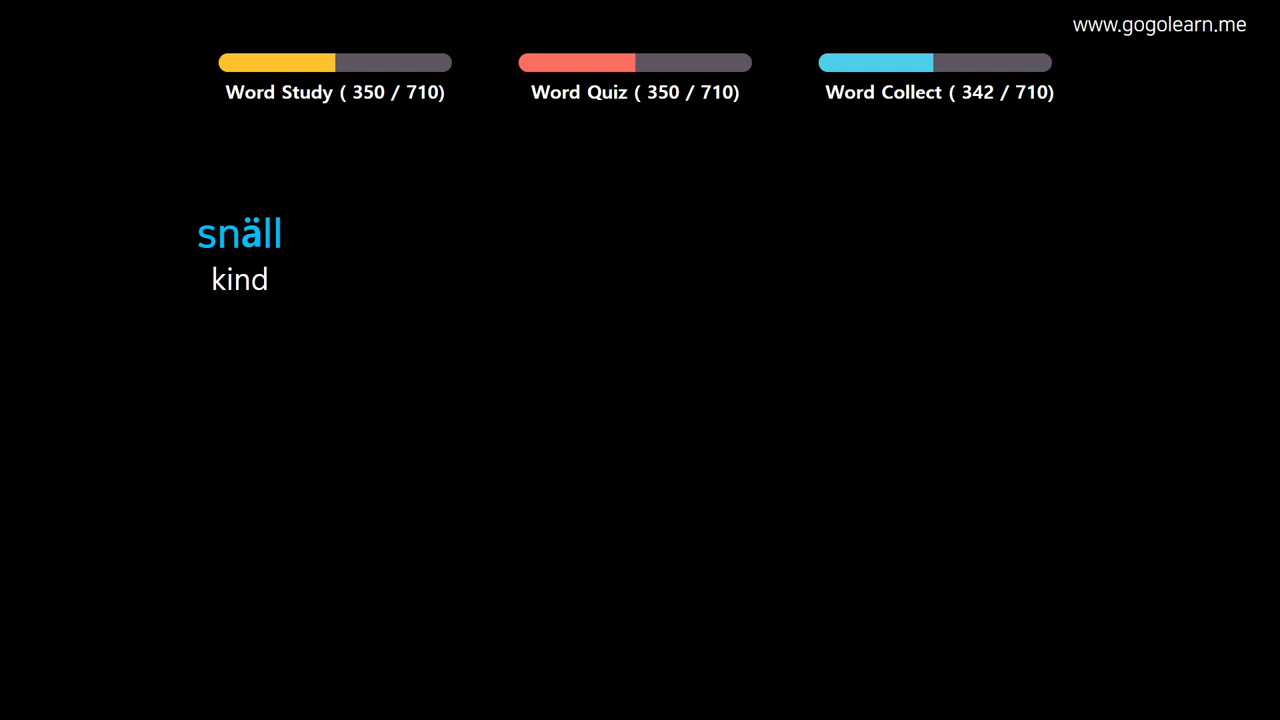 www.gogolearn.me
Word Study ( 350 / 710)
Word Quiz ( 350 / 710)
Word Collect ( 342 / 710)
snäll
kind